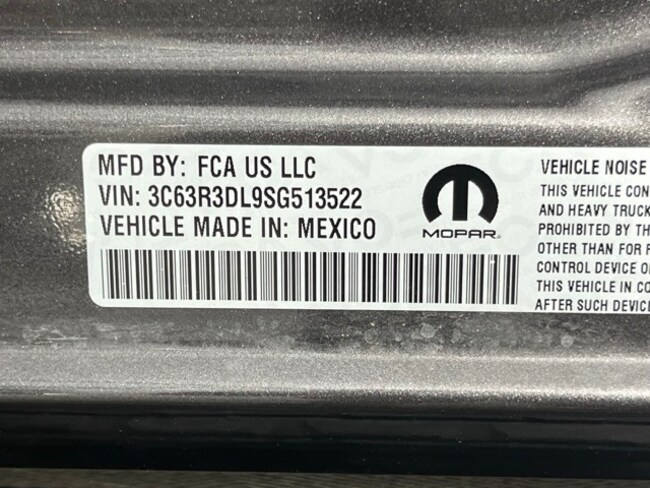 MFD BY: FCA US LLC
VIN: 3C63R3DL9SG513522
VEHICLE MADE IN: MEXICO
MOPAR
VEHICLE NOISE
THIS VEHICLE CON
AND HEAVY TRUCK
PROHIBITED BY TH
OTHER THAN FOR
CONTROL DEVICE
THIS VEHICLE IN CO
AFTER SUCH DEVIC